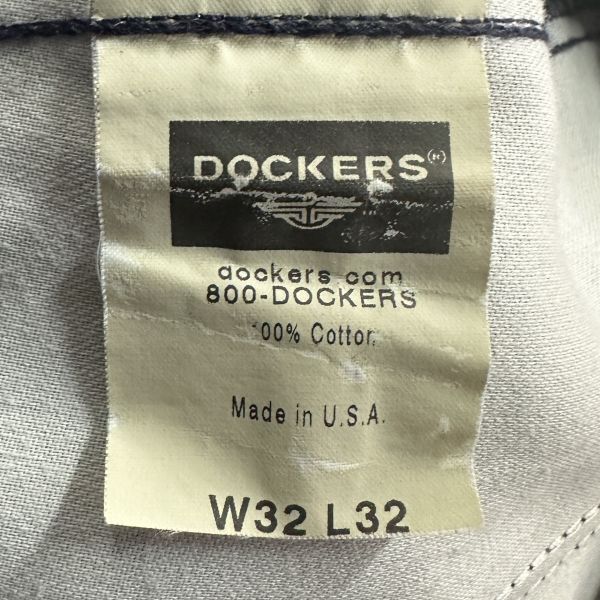 DOCKERS®
dockers.com
800-DOCKERS
100% Cotton
Made in U.S.A.
W32 L32